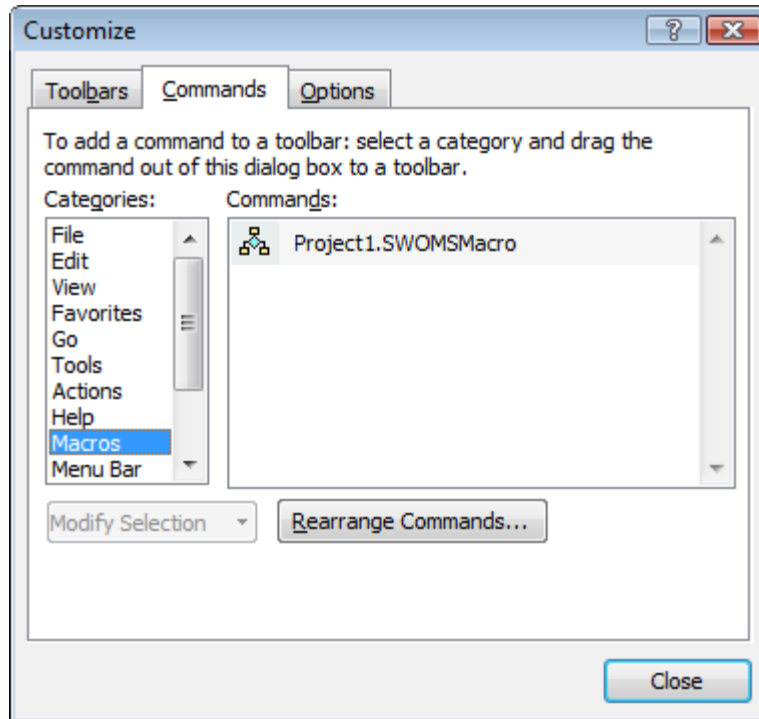 Customize
Toolbars Commands Options
To add a command to a toolbar: select a category and drag the
command out of this dialog box to a toolbar.
Categories: Commands:
File
Project1.SWOMSMacro
Edit
View
Favorites
Go
Tools
Actions
Help
Macros
Menu Bar
Modify Selection Rearrange Commands...
Close